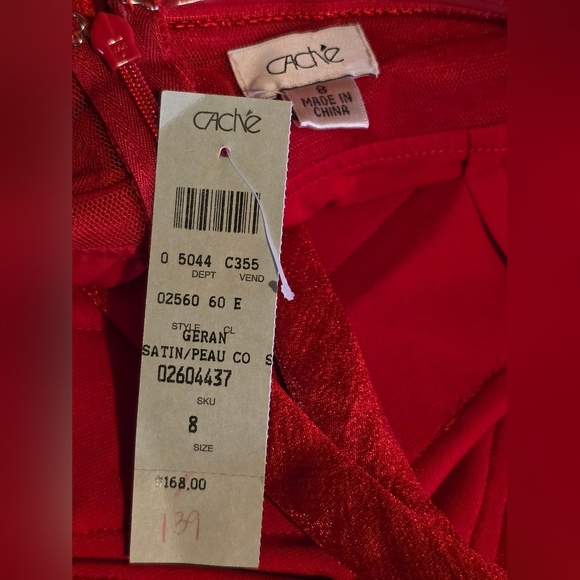 CACHÉ
8
MADE IN
CHINA
CACHÉ
0 5044 C355
DEPT VEND
02560 60 E
STYLE CL
GERAN
SATIN/PEAU CO S
02604437
SKU
8
SIZE
$168.00
139